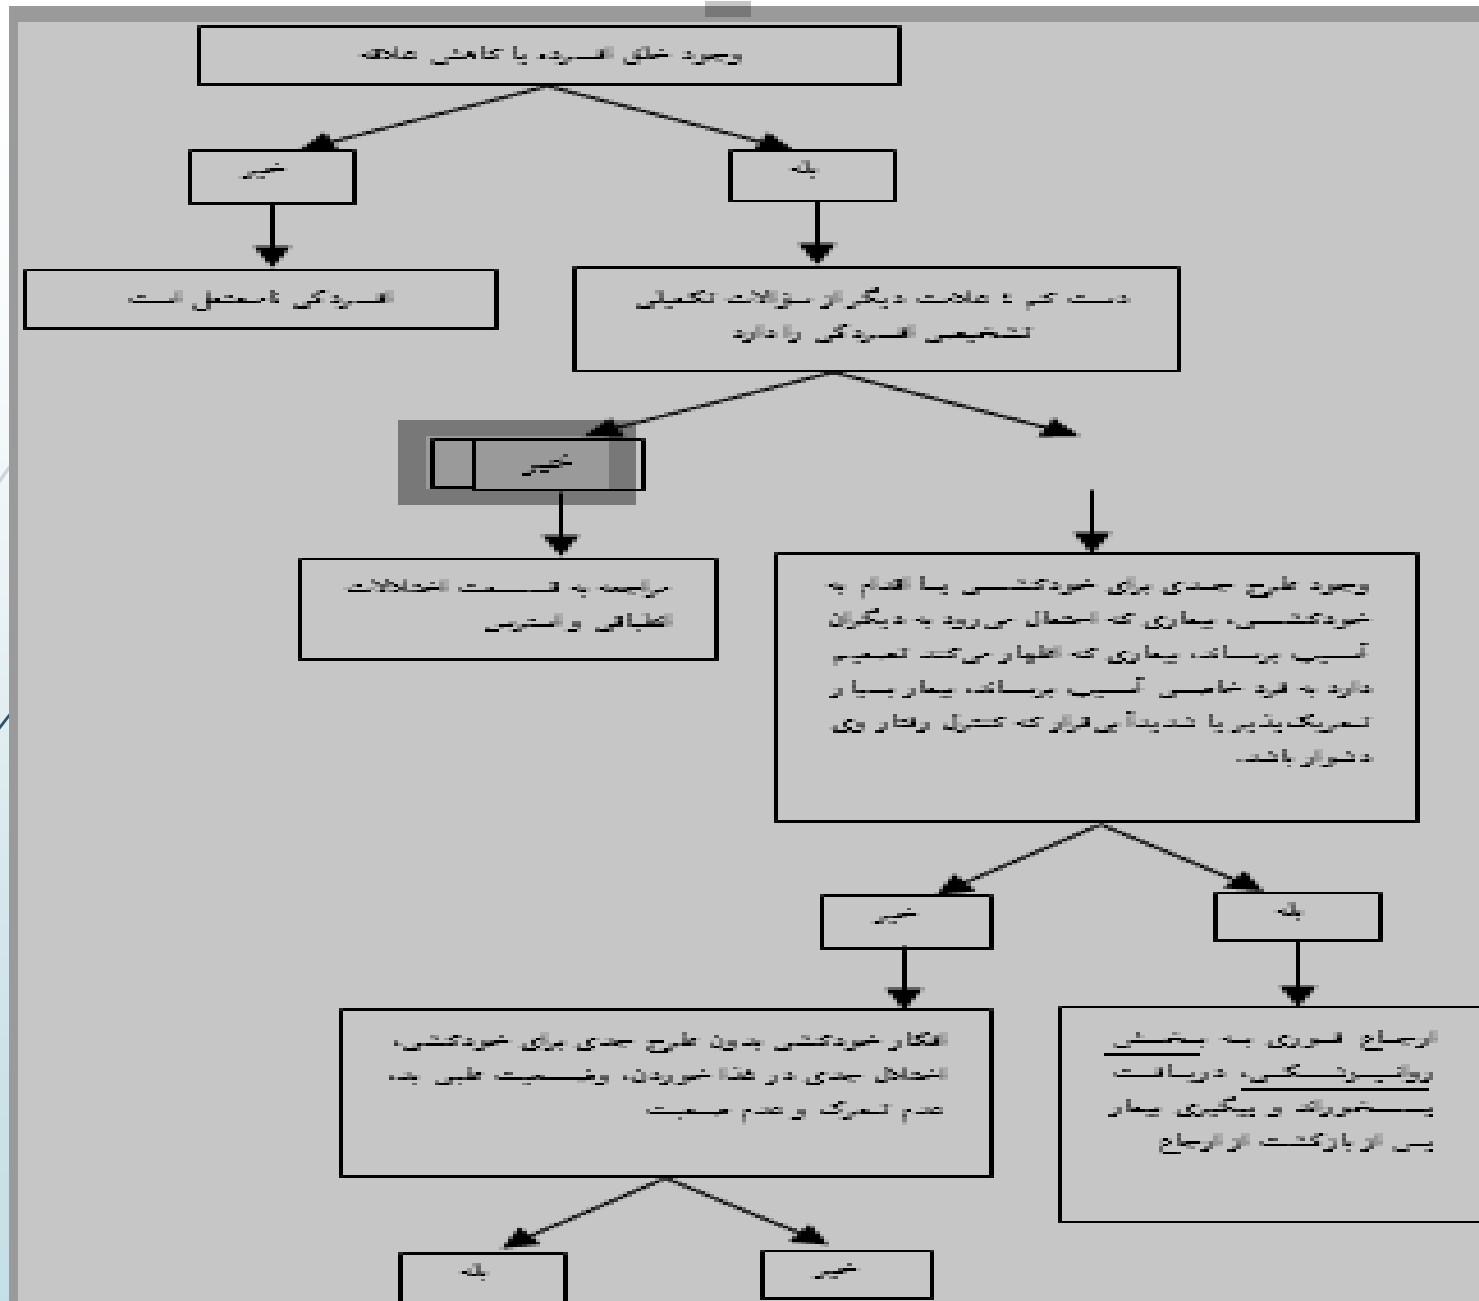 وجود خلق افسرده یا کاهش علاقه
خیر
بله
افسردگی نامحتمل است
دست کم ٤ علامت دیگر از سؤالات تکمیلی
تشخیصی افسردگی را دارد
خیر
مراجعه به قسمت اختلالات
انطباقی و استرس
وجود طرح جدی برای خودکشی یا اقدام به
خودکشی، بیماری که احتمال می‌رود به دیگران
آسیب برساند، بیماری که اظهار می‌کند تصمیم
دارد به فرد خاصی آسیب برساند، بیمار بسیار
تحریک‌پذیر یا شدیداً بی‌قرار که کنترل رفتار وی
دشوار باشد.
خیر
بله
افکار خودکشی بدون طرح جدی برای خودکشی،
اختلال جدی در غذا خوردن، وضعیت طبی بد،
عدم تحرک و عدم صحبت
ارجاع فوری به بخش
روانپزشکی، دریافت
پسخوراند و پیگیری بیمار
پس از بازگشت از ارجاع
بله
خیر